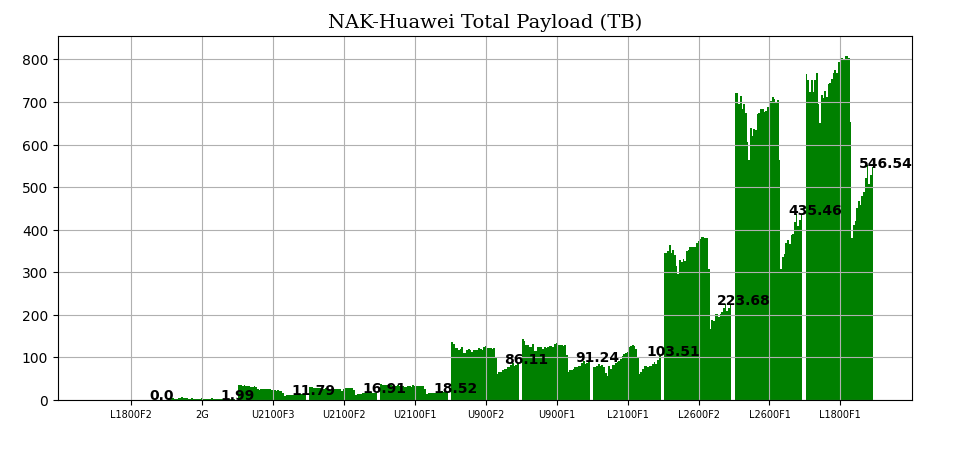 NAK-Huawei Total Payload (TB)
800
700
600
500
400
300
200
100
0
0.0
1.99
11.79
16.91
18.52
86.11
91.24
103.51
223.68
435.46
546.54
L1800F2
2G
U2100F3
U2100F2
U2100F1
U900F2
U900F1
L2100F1
L2600F2
L2600F1
L1800F1